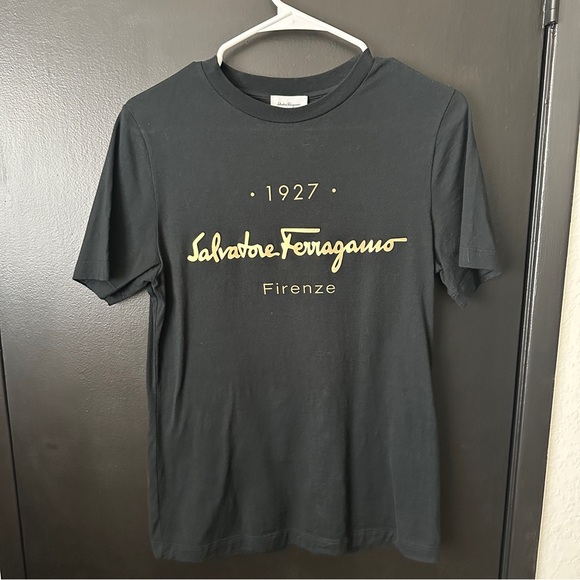 · 1927 ·
Salvatore Ferragamo
Firenze